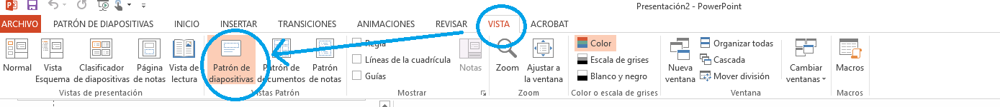 Presentación2 - PowerPoint
ARCHIVO PATRÓN DE DIAPOSITIVAS INICIO INSERTAR TRANSICIONES ANIMACIONES REVISAR VISTA ACROBAT
Normal
Vista
Esquema
Clasificador
de diapositivas
Página
de notas
Vista de
lectura
Vistas de presentación
Patrón de
diapositivas
Patrón de
documentos
Patrón
de notas
Vistas Patrón
Regla
Líneas de la cuadrícula
Guías
Notas
Mostrar
Zoom
Ajustar a
la ventana
Zoom
Color
Escala de grises
Blanco y negro
Color o escala de grises
Nueva
ventana
Organizar todas
Cascada
Mover división
Cambiar
ventanas
Ventana
Macros
Macros